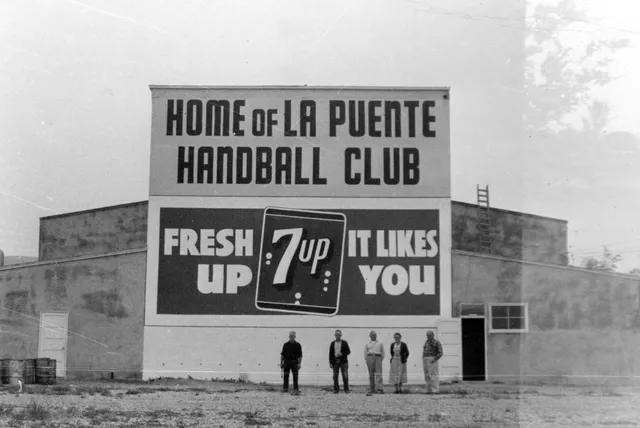 HOME OF LA PUENTE
HANDBALL CLUB
FRESH UP
7UP
IT LIKES YOU